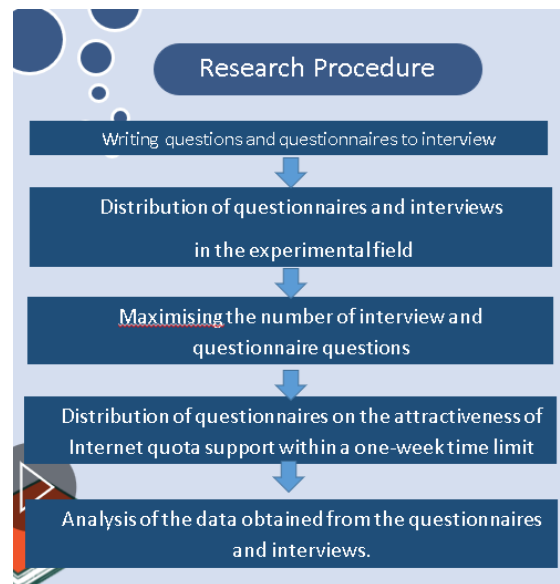 Research Procedure
Writing questions and questionnaires to interview
Distribution of questionnaires and interviews
in the experimental field
Maximising the number of interview and
questionnaire questions
Distribution of questionnaires on the attractiveness of
Internet quota support within a one-week time limit
Analysis of the data obtained from the questionnaires
and interviews.